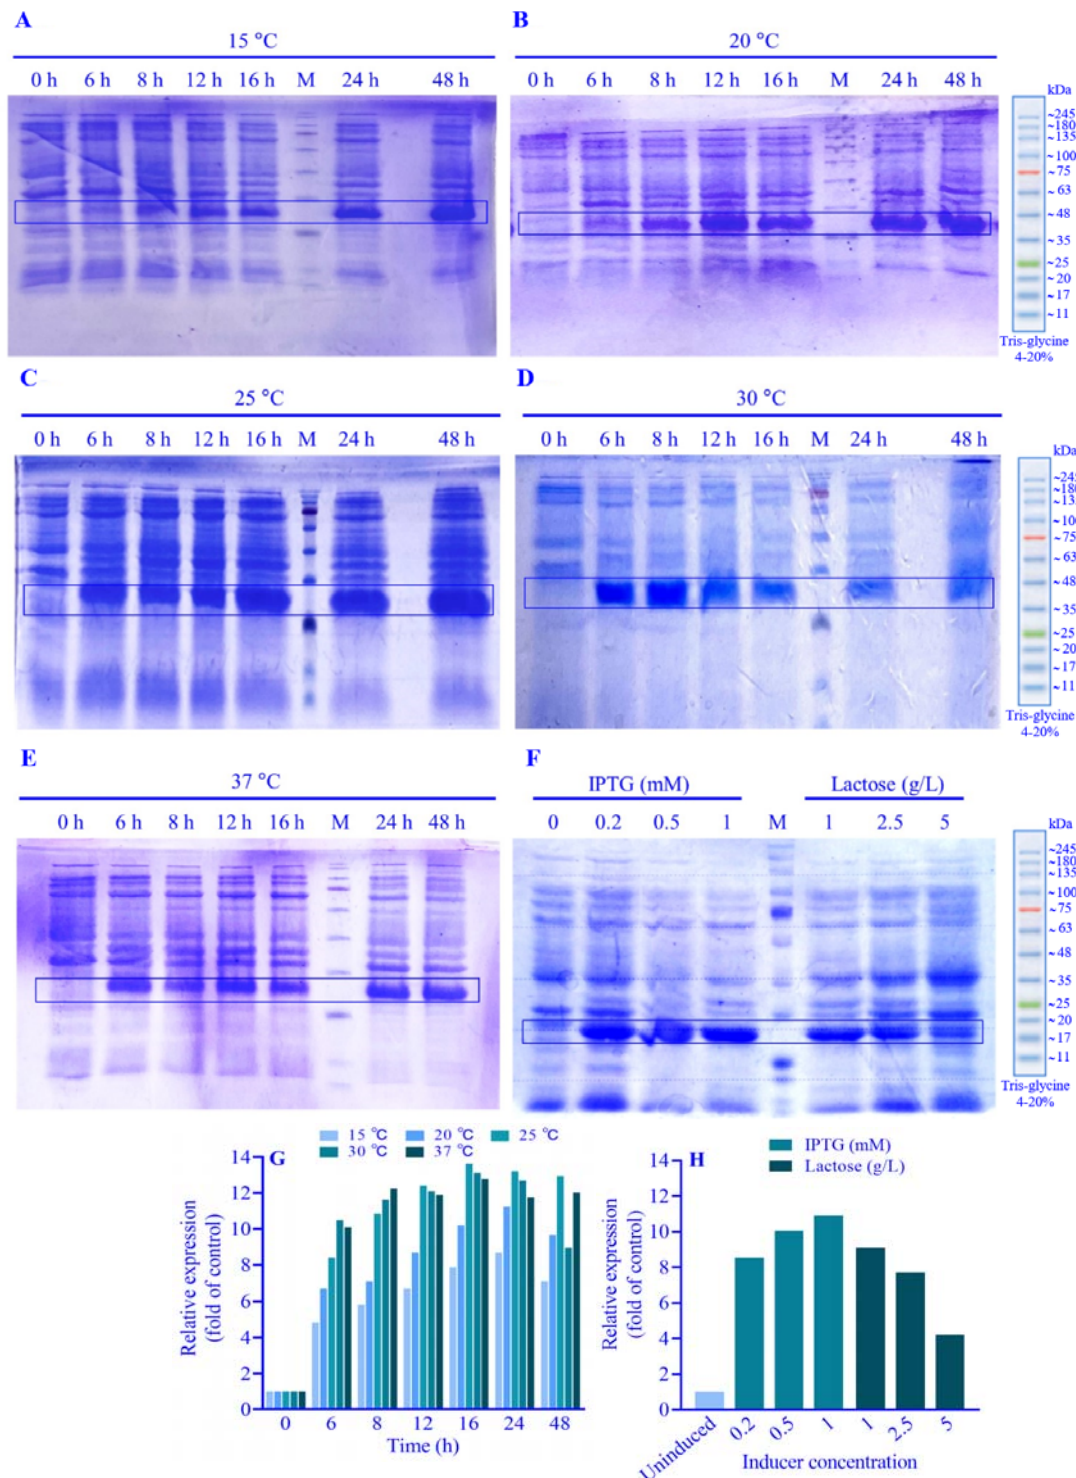 A
B
15 °C
20 °C
0 h 6 h 8 h 12 h 16 h M 24 h 48 h
0 h 6 h 8 h 12 h 16 h M 24 h 48 h
kDa
~245
~180
~135
~100
~75
~63
~48
~35
~25
~20
~17
~11
Tris-glycine
4-20%
C
D
25 °C
30 °C
0 h 6 h 8 h 12 h 16 h M 24 h 48 h
0 h 6 h 8 h 12 h 16 h M 24 h 48 h
kDa
~245
~180
~135
~100
~75
~63
~48
~35
~25
~20
~17
~11
Tris-glycine
4-20%
E
F
37 °C
IPTG (mM) Lactose (g/L)
0 h 6 h 8 h 12 h 16 h M 24 h 48 h
0 0.2 0.5 1 M 1 2.5 5
kDa
~245
~180
~135
~100
~75
~63
~48
~35
~25
~20
~17
~11
Tris-glycine
4-20%
G
15 °C 20 °C 25 °C
30 °C 37 °C
Relative expression
(fold of control)
14
12
10
8
6
4
2
0
0 6 8 12 16 24 48
Time (h)
H
IPTG (mM)
Lactose (g/L)
Relative expression
(fold of control)
14
12
10
8
6
4
2
0
Uninduced 0.2 0.5 1 1 2.5 5
Inducer concentration